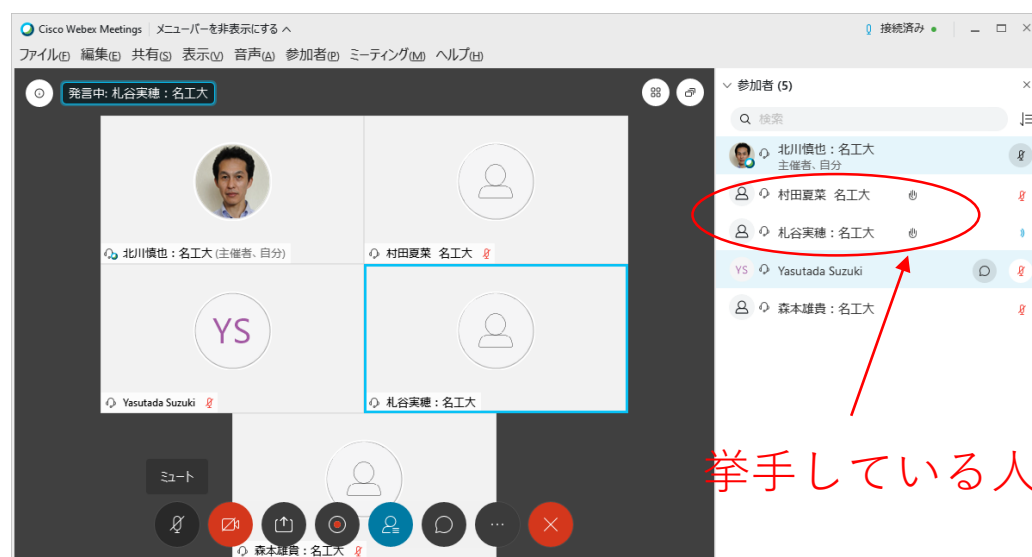 Cisco Webex Meetings メニューバーを非表示にする ヘ 接続済み
ファイル(F) 編集(E) 共有(S) 表示(V) 音声(A) 参加者(P) ミーティング(M) ヘルプ(H)
発言中: 札谷実穂：名工大
参加者 (5)
検索
北川慎也：名工大
主催者、自分
村田夏菜 名工大
札谷実穂：名工大
YS Yasutada Suzuki
森本雄貴：名工大
北川慎也：名工大 (主催者、自分)
村田夏菜 名工大
YS
Yasutada Suzuki
札谷実穂：名工大
ミュート
森本雄貴：名工大
挙手している人